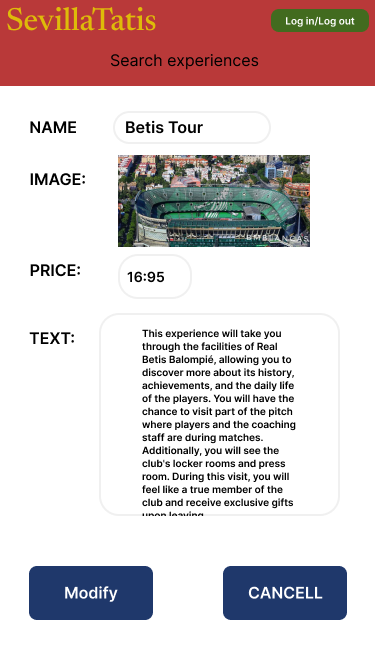 SevillaTatis
Log in/Log out
Search experiences
NAME
Betis Tour
IMAGE:
BMBLANCAS
PRICE:
16:95
TEXT:
This experience will take you
through the facilities of Real
Betis Balompié, allowing you to
discover more about its history,
achievements, and the daily life
of the players. You will have the
chance to visit part of the pitch
where players and the coaching
staff are during matches.
Additionally, you will see the
club's locker rooms and press
room. During this visit, you will
feel like a true member of the
club and receive exclusive gifts
upon leaving.
Modify
CANCELL